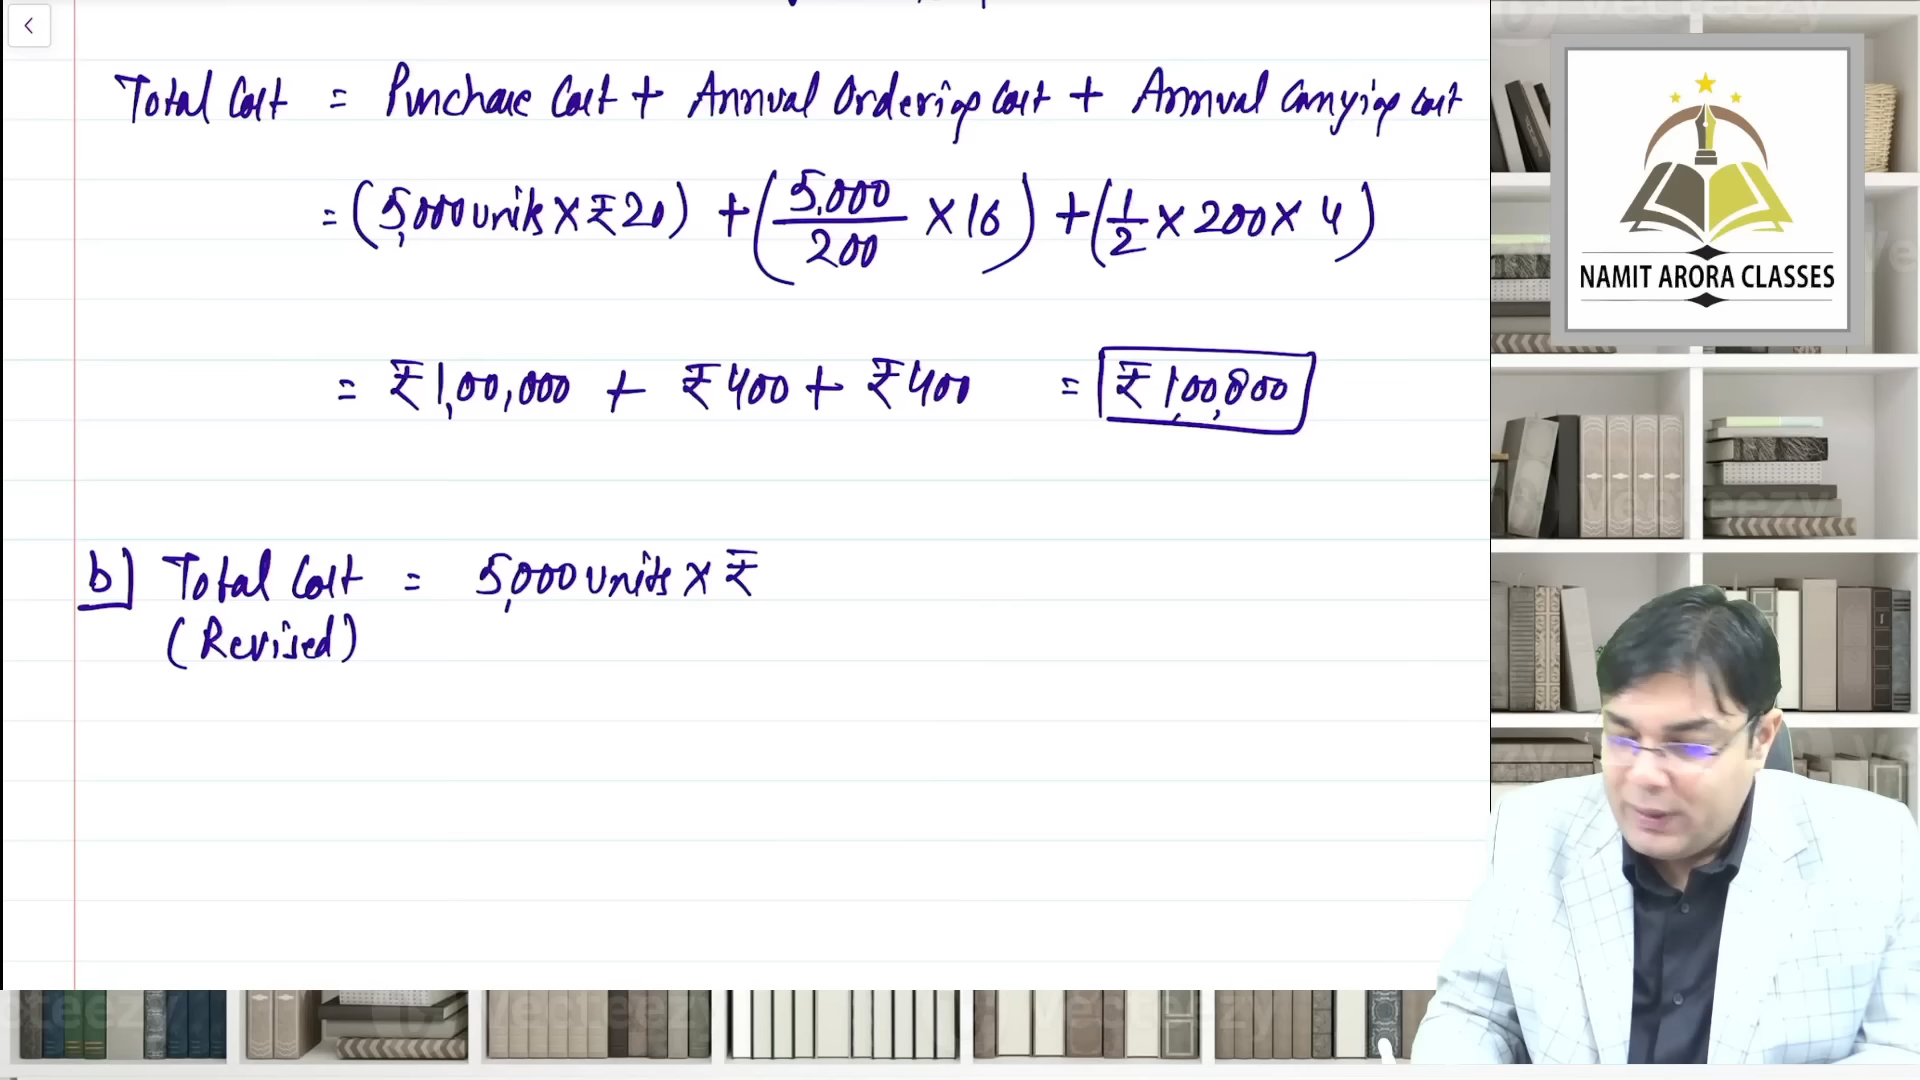 Total Cost = Purchase Cost + Annual Ordering Cost + Annual Carrying cost
= (5,000 units × ₹20) + (5,000/200 × 16) + (1/2 × 200 × 4)
= ₹1,00,000 + ₹400 + ₹400 = ₹1,00,800
b] Total Cost = 5,000 units × ₹
(Revised)
NAMIT ARORA CLASSES